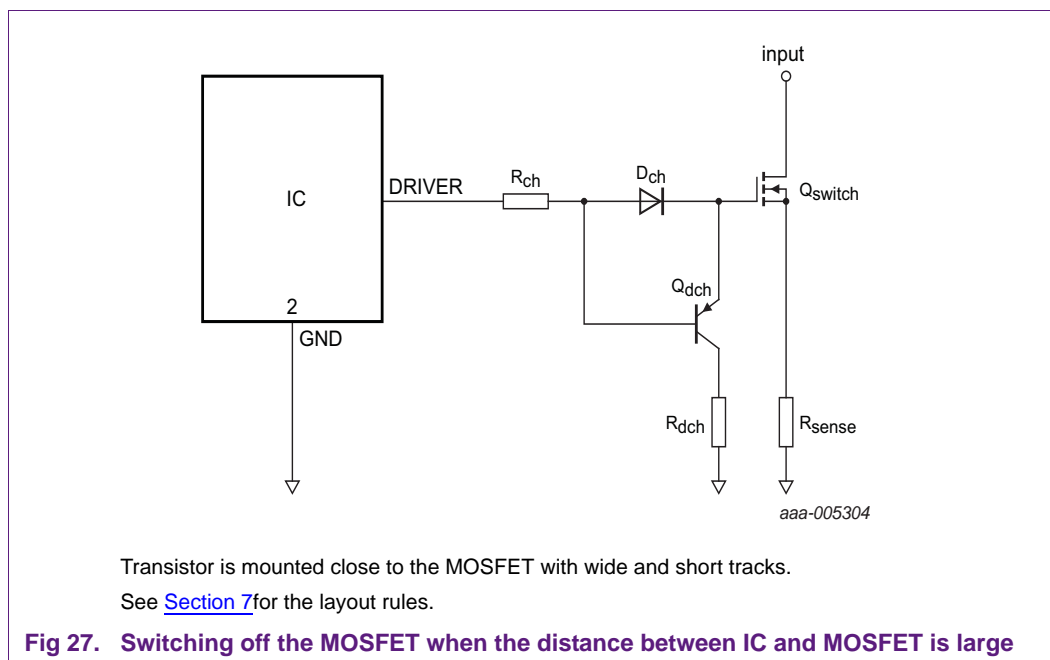 input
IC
DRIVER
Rch
Dch
Qswitch
Qdch
2
GND
Rdch
Rsense
aaa-005304
Transistor is mounted close to the MOSFET with wide and short tracks.
See Section 7for the layout rules.
Fig 27. Switching off the MOSFET when the distance between IC and MOSFET is large